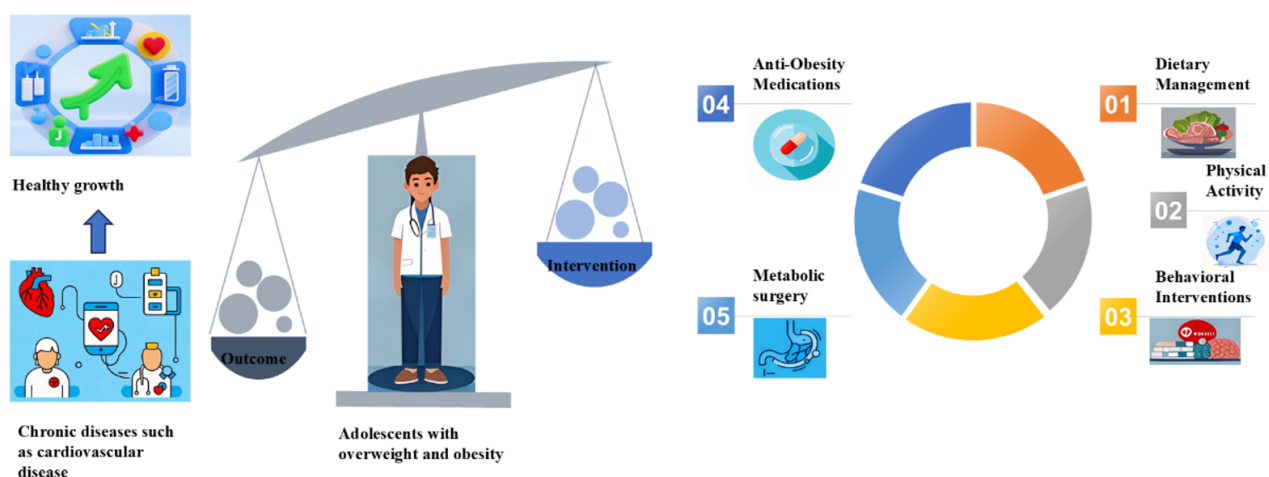 Healthy growth
Chronic diseases such
as cardiovascular
disease
Outcome
Intervention
Adolescents with
overweight and obesity
04
Anti-Obesity
Medications
05
Metabolic
surgery
01
Dietary
Management
02
Physical
Activity
03
Behavioral
Interventions